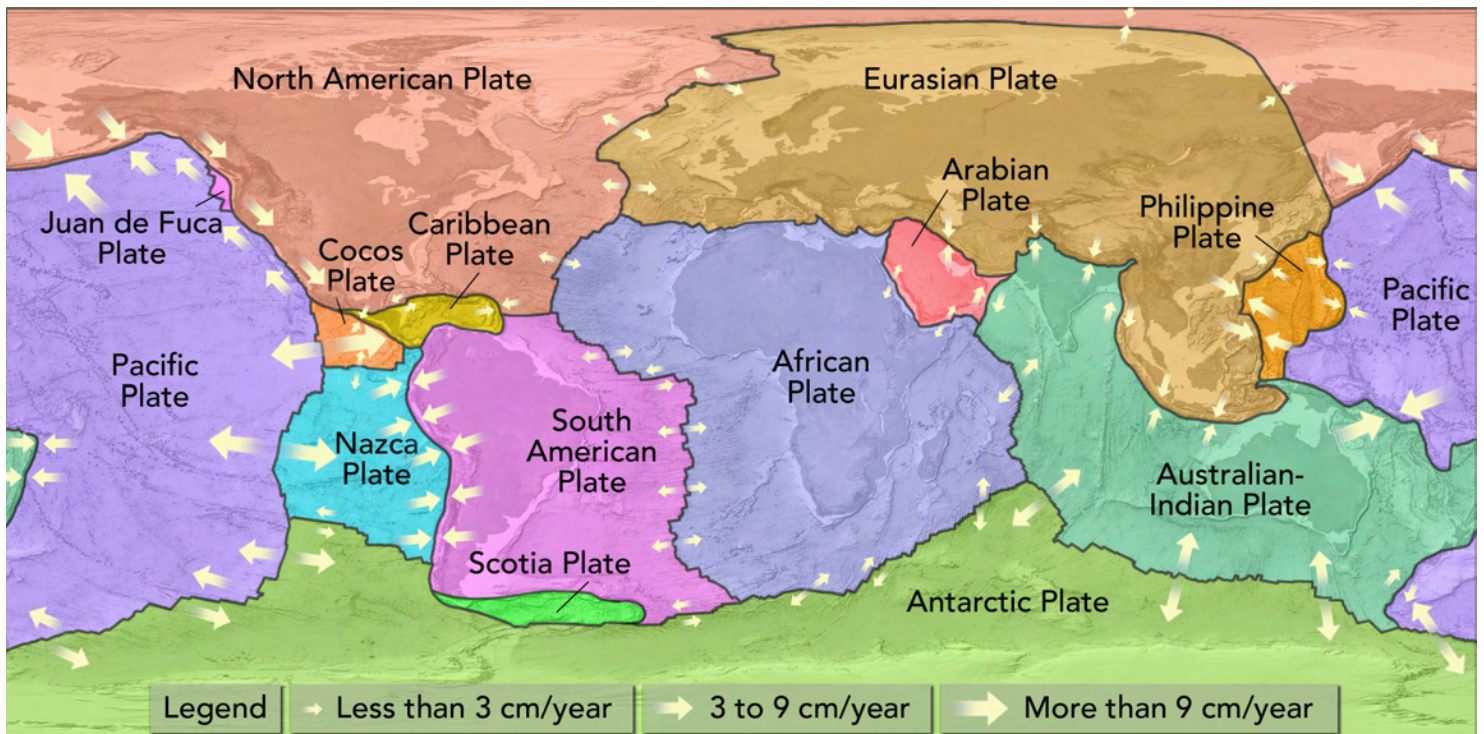 North American Plate
Eurasian Plate
Arabian
Plate
Philippine
Plate
Juan de Fuca
Plate
Caribbean
Plate
Cocos
Plate
Pacific
Plate
Pacific
Plate
African
Plate
South
American
Plate
Nazca
Plate
Australian-
Indian Plate
Scotia Plate
Antarctic Plate
Legend
Less than 3 cm/year
3 to 9 cm/year
More than 9 cm/year